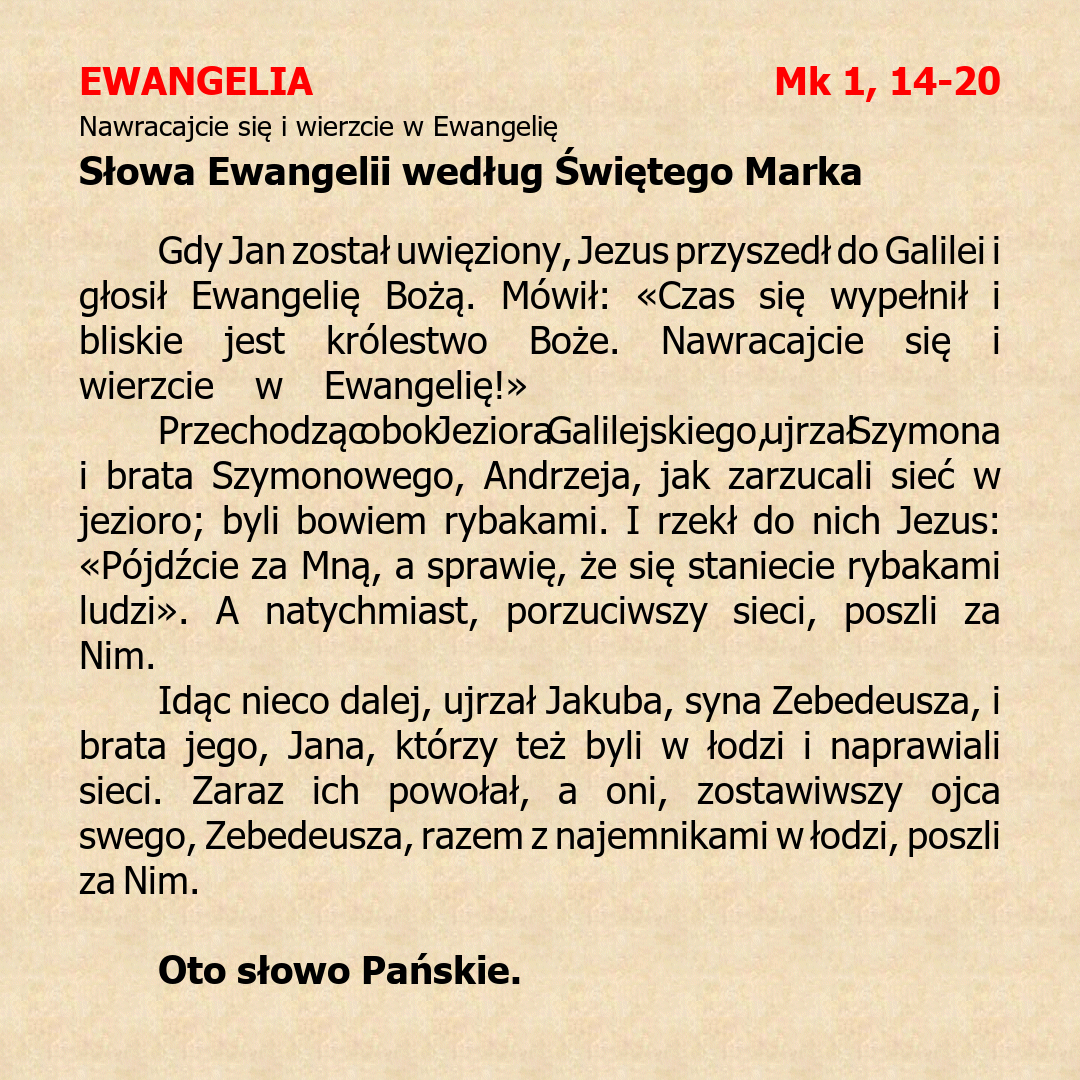 EWANGELIA Mk 1, 14-20
Nawracajcie się i wierzcie w Ewangelię
Słowa Ewangelii według Świętego Marka
Gdy Jan został uwięziony, Jezus przyszedł do Galilei i
głosił Ewangelię Bożą. Mówił: «Czas się wypełnił i
bliskie jest królestwo Boże. Nawracajcie się i
wierzcie w Ewangelię!»
Przechodząc obok Jeziora Galilejskiego, ujrzał Szymona
i brata Szymonowego, Andrzeja, jak zarzucali sieć w
jezioro; byli bowiem rybakami. I rzekł do nich Jezus:
«Pójdźcie za Mną, a sprawię, że się staniecie rybakami
ludzi». A natychmiast, porzuciwszy sieci, poszli za
Nim.
Idąc nieco dalej, ujrzał Jakuba, syna Zebedeusza, i
brata jego, Jana, którzy też byli w łodzi i naprawiali
sieci. Zaraz ich powołał, a oni, zostawiwszy ojca
swego, Zebedeusza, razem z najemnikami w łodzi, poszli
za Nim.
Oto słowo Pańskie.